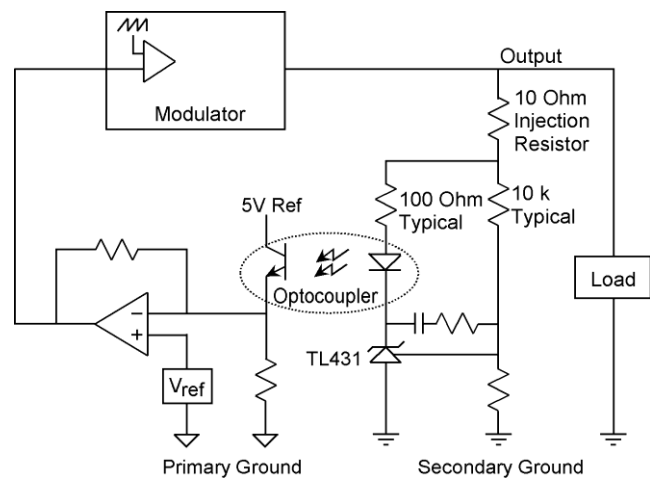 Modulator
Output
10 Ohm
Injection
Resistor
100 Ohm
Typical
10 k
Typical
5V Ref
Optocoupler
Load
TL431
Vref
Primary Ground
Secondary Ground